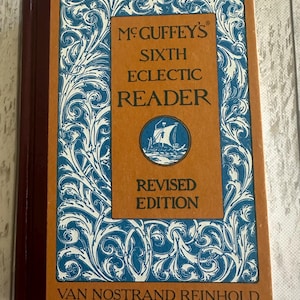 McGUFFEY'S®
SIXTH
ECLECTIC
READER
REVISED
EDITION
VAN NOSTRAND REINHOLD